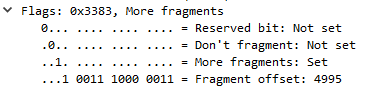 Flags: 0x3383, More fragments
0... .... .... .... = Reserved bit: Not set
.0.. .... .... .... = Don't fragment: Not set
..1. .... .... .... = More fragments: Set
...1 0011 1000 0011 = Fragment offset: 4995